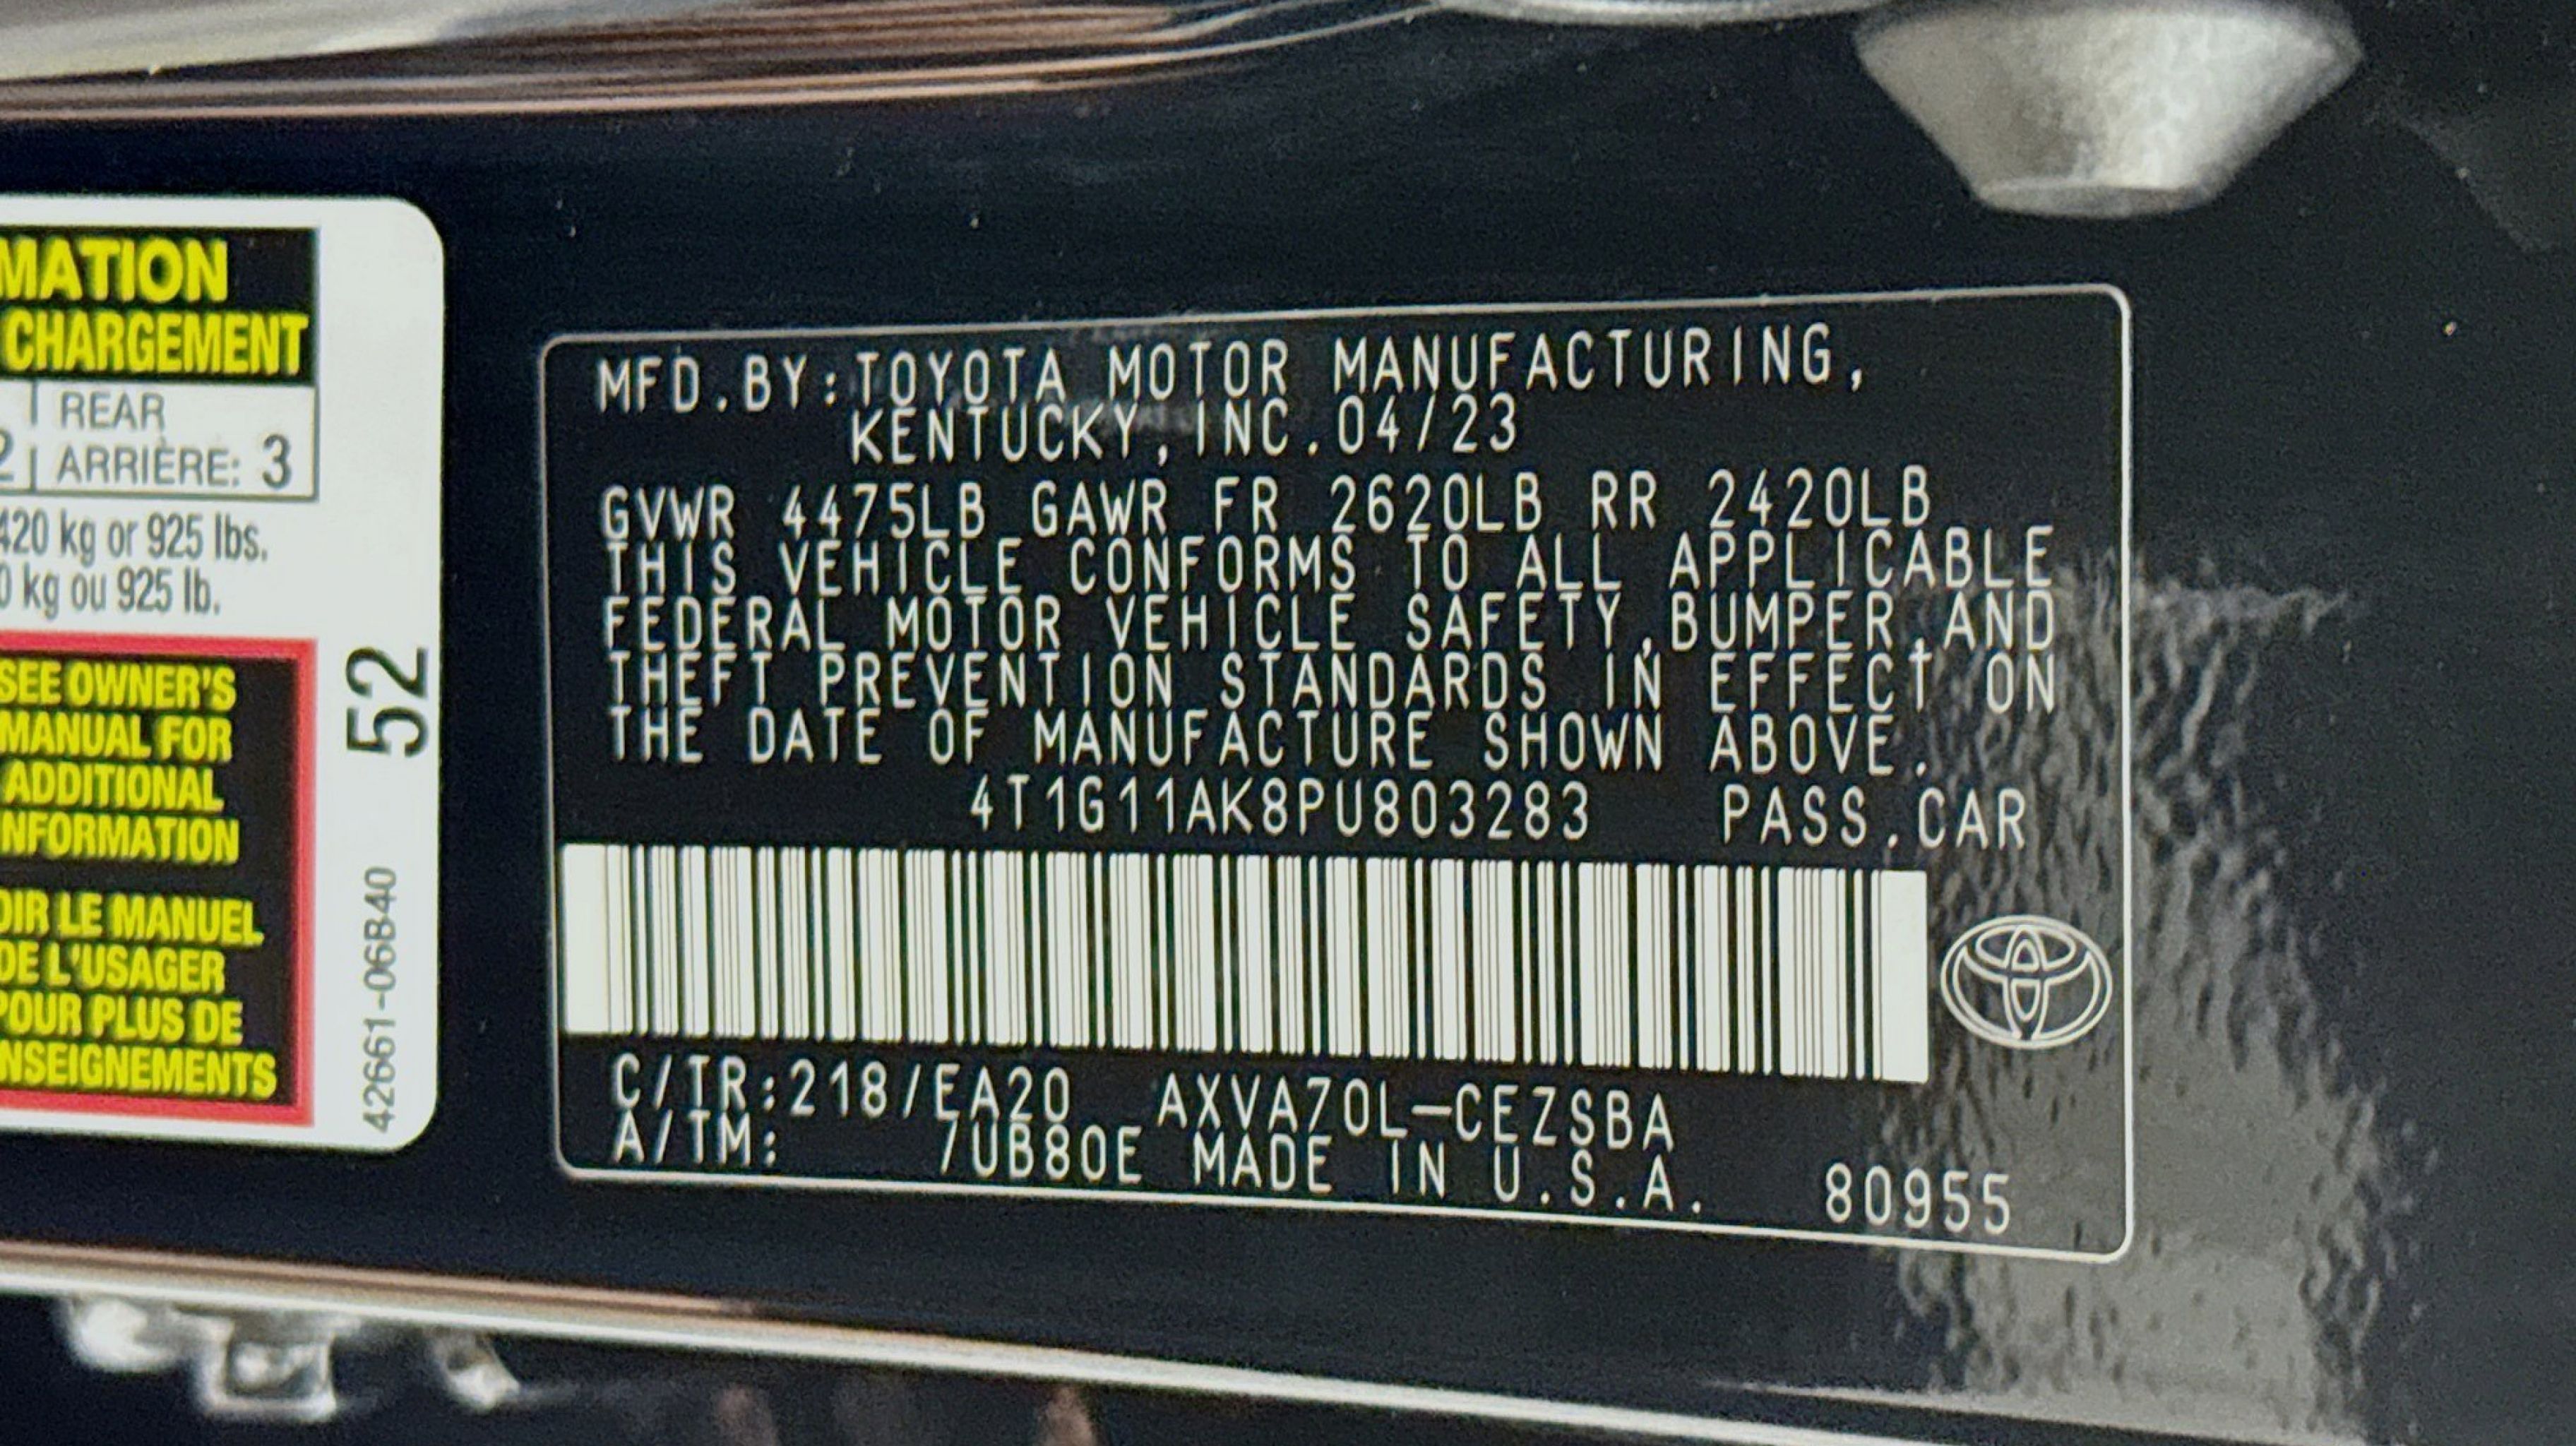 MATION
CHARGEMENT
REAR
2 ARRIÈRE: 3
420 kg or 925 lbs.
0 kg ou 925 lb.
SEE OWNER'S
MANUAL FOR
ADDITIONAL
NFORMATION
OIR LE MANUEL
DE L'USAGER
POUR PLUS DE
NSEIGNEMENTS
52
42661-06B40
MFD.BY:TOYOTA MOTOR MANUFACTURING,
KENTUCKY,INC.04/23
GVWR 4475LB GAWR FR 2620LB RR 2420LB
THIS VEHICLE CONFORMS TO ALL APPLICABLE
FEDERAL MOTOR VEHICLE SAFETY,BUMPER,AND
THEFT PREVENTION STANDARDS IN EFFECT ON
THE DATE OF MANUFACTURE SHOWN ABOVE.
4T1G11AK8PU803283 PASS.CAR
C/TR:218/EA20 AXVA70L-CEZSBA
A/TM: 7UB80E MADE IN U.S.A. 80955